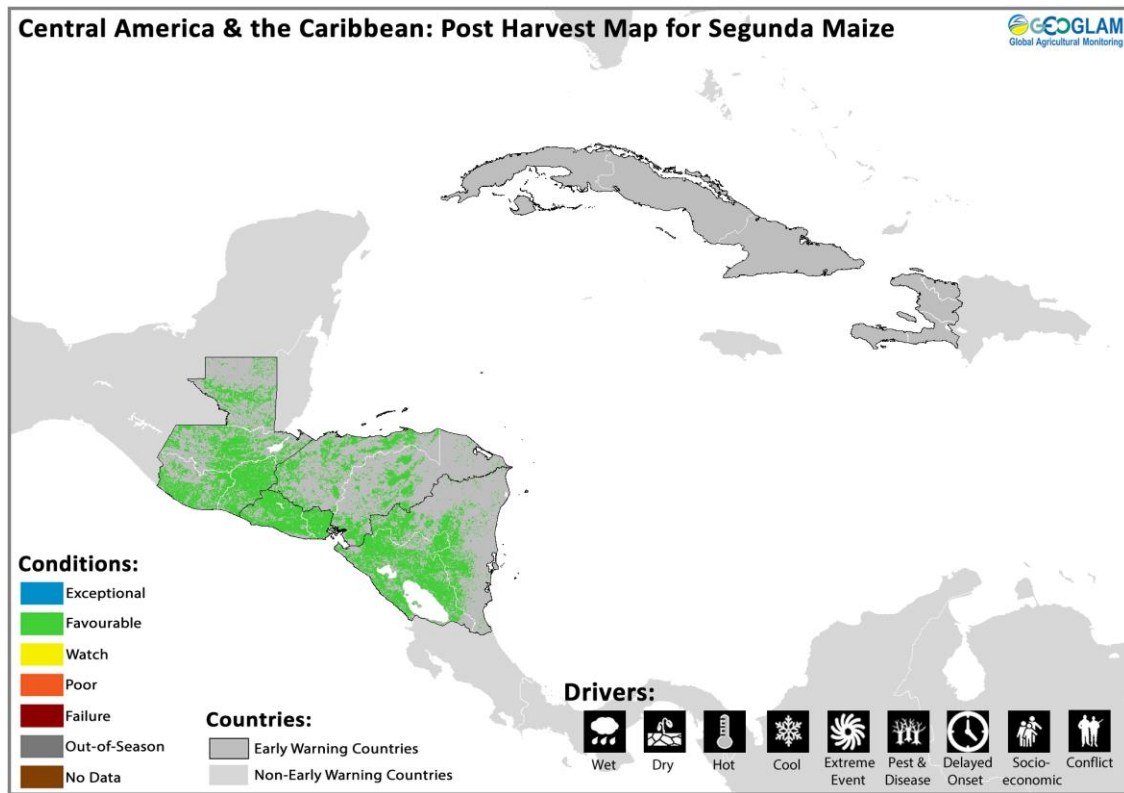 Central America & the Caribbean: Post Harvest Map for Segunda Maize
GEOGLAM
Global Agricultural Monitoring
Conditions:
Exceptional
Favourable
Watch
Poor
Failure
Out-of-Season
No Data
Countries:
Early Warning Countries
Non-Early Warning Countries
Drivers:
Wet
Dry
Hot
Cool
Extreme
Event
Pest &
Disease
Delayed
Onset
Socio-
economic
Conflict